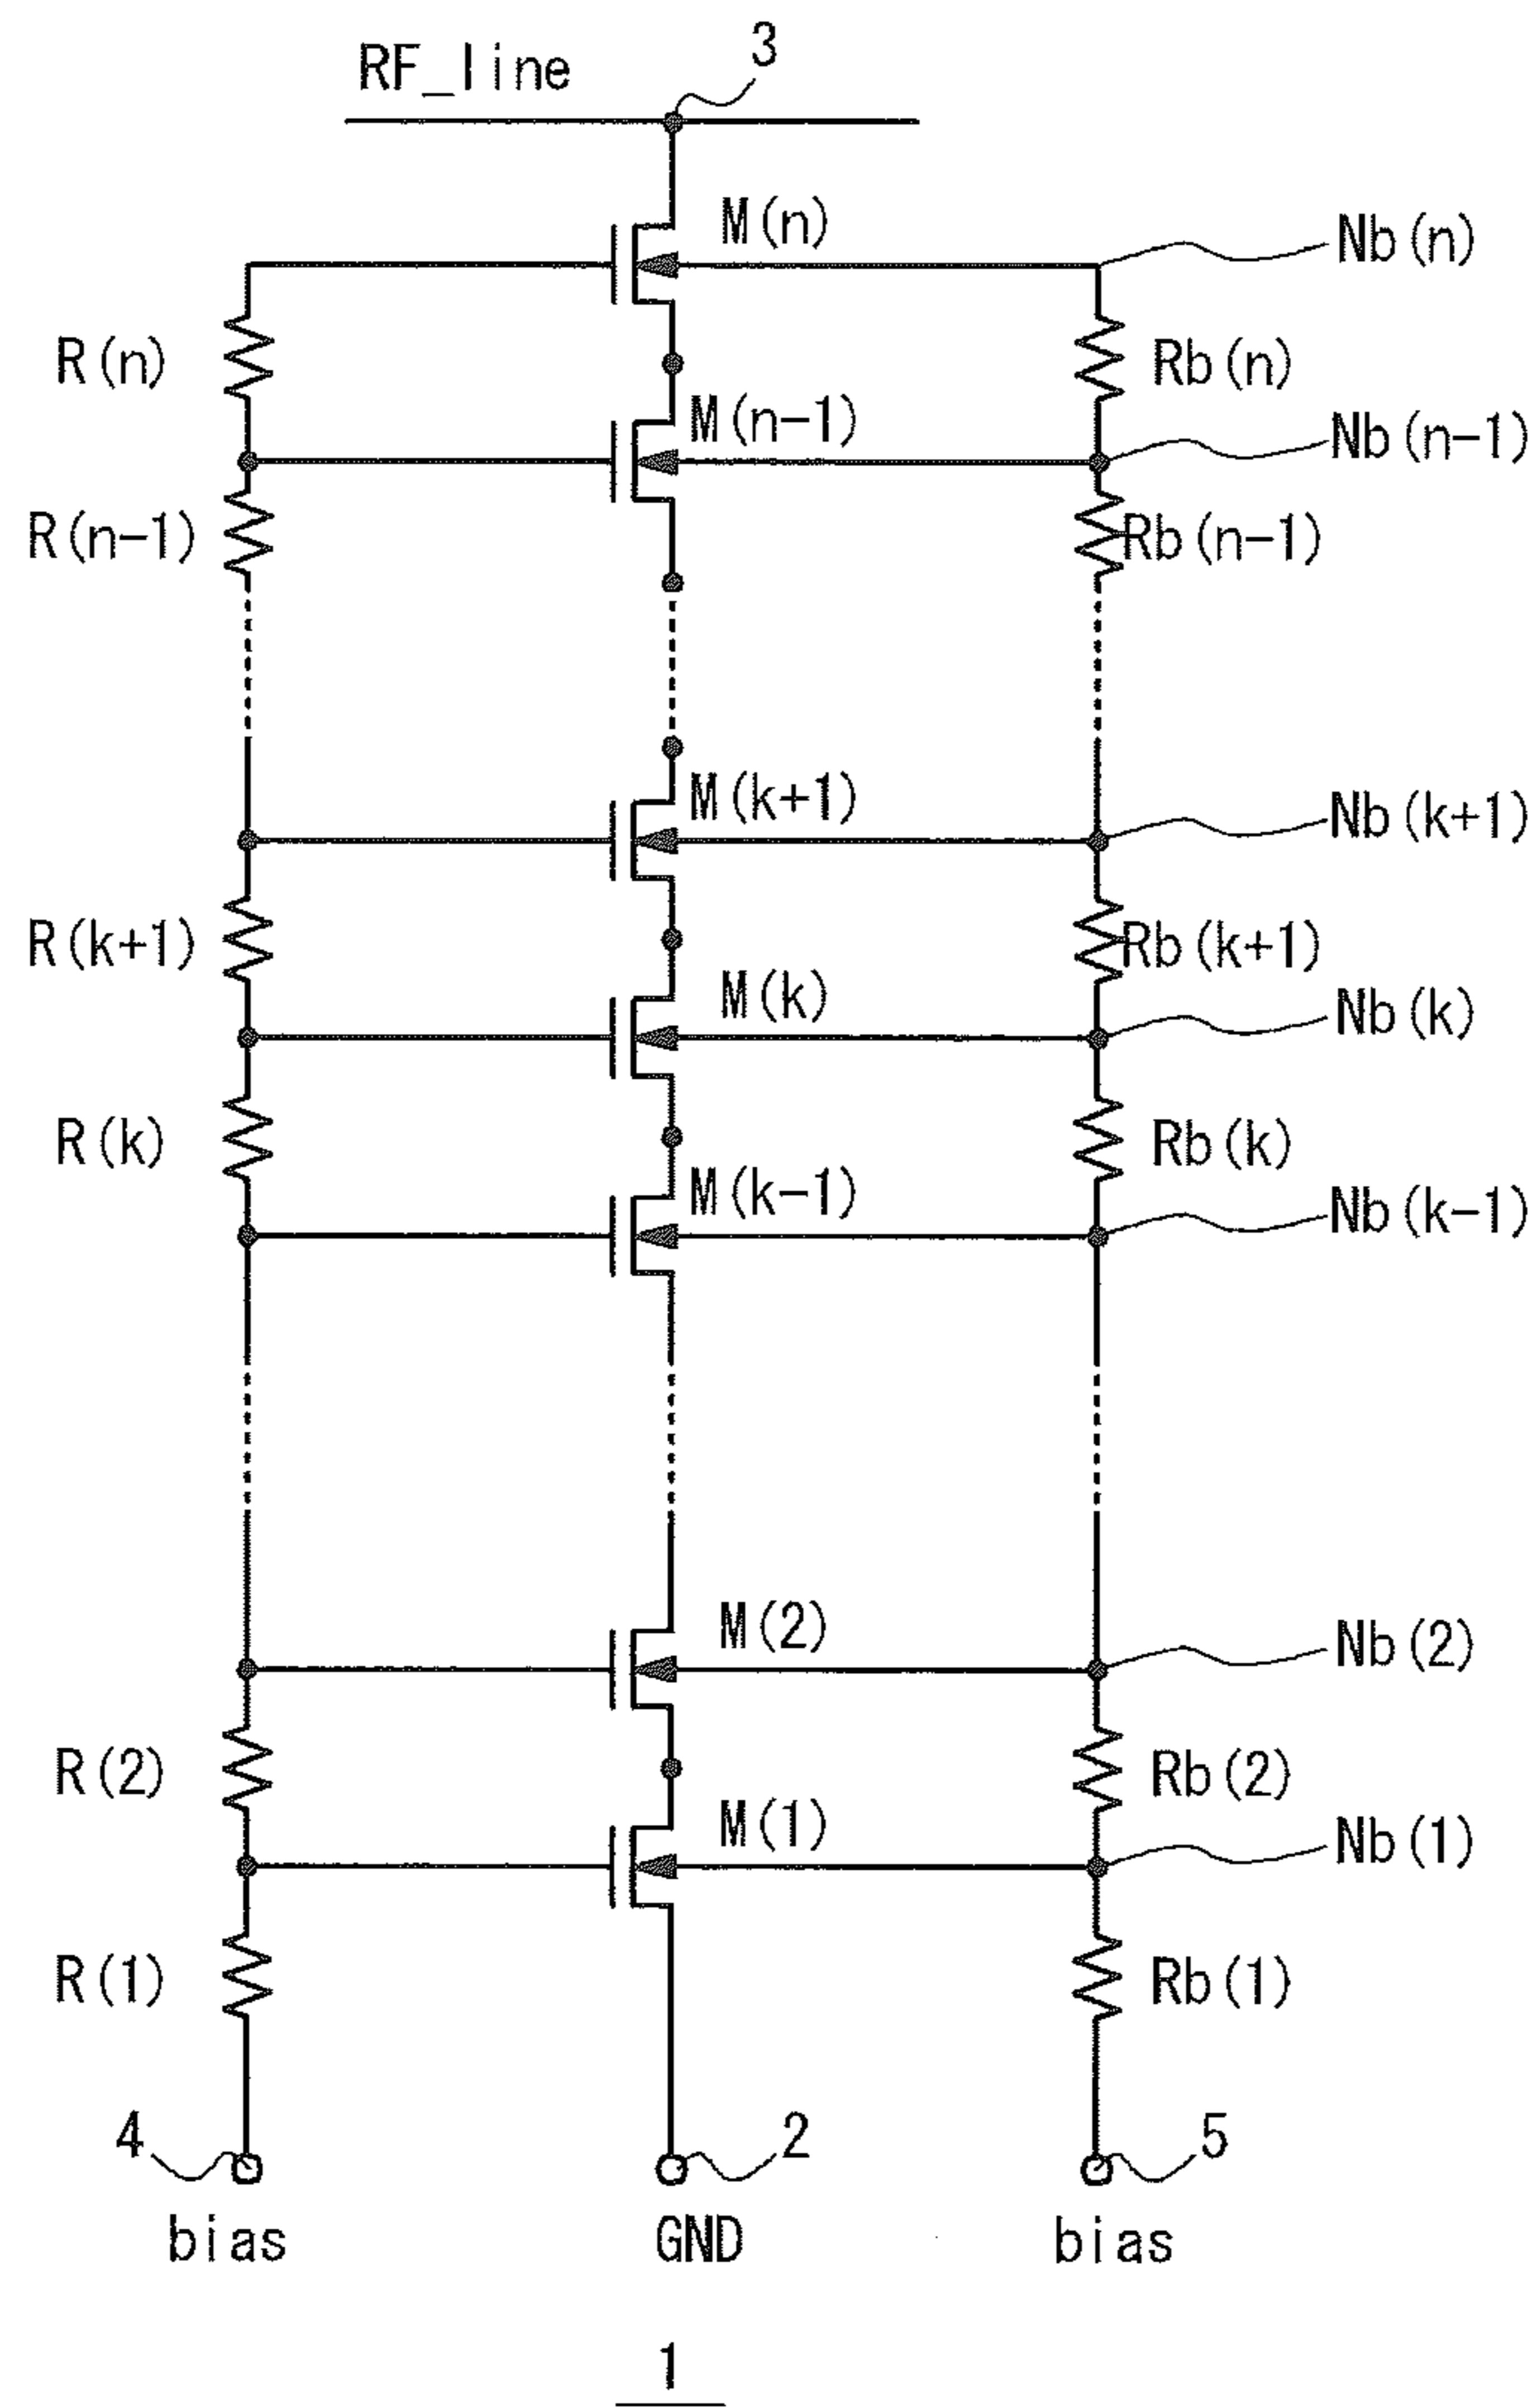 RF_line
3
M(n)
Nb(n)
R(n)
Rb(n)
M(n-1)
Nb(n-1)
R(n-1)
Rb(n-1)
M(k+1)
Nb(k+1)
R(k+1)
Rb(k+1)
M(k)
Nb(k)
R(k)
Rb(k)
M(k-1)
Nb(k-1)
M(2)
Nb(2)
R(2)
Rb(2)
M(1)
Nb(1)
R(1)
Rb(1)
4
2
5
bias
GND
bias
1